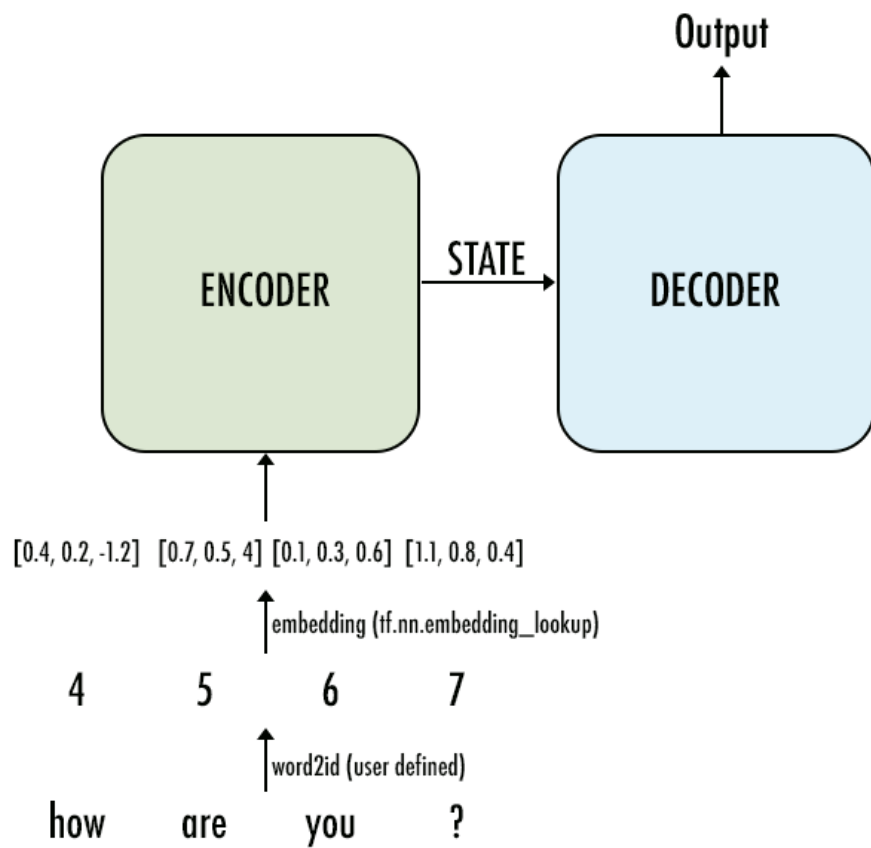 Output
STATE
ENCODER
DECODER
[0.4, 0.2, -1.2] [0.7, 0.5, 4] [0.1, 0.3, 0.6] [1.1, 0.8, 0.4]
embedding (tf.nn.embedding_lookup)
4 5 6 7
word2id (user defined)
how are you ?